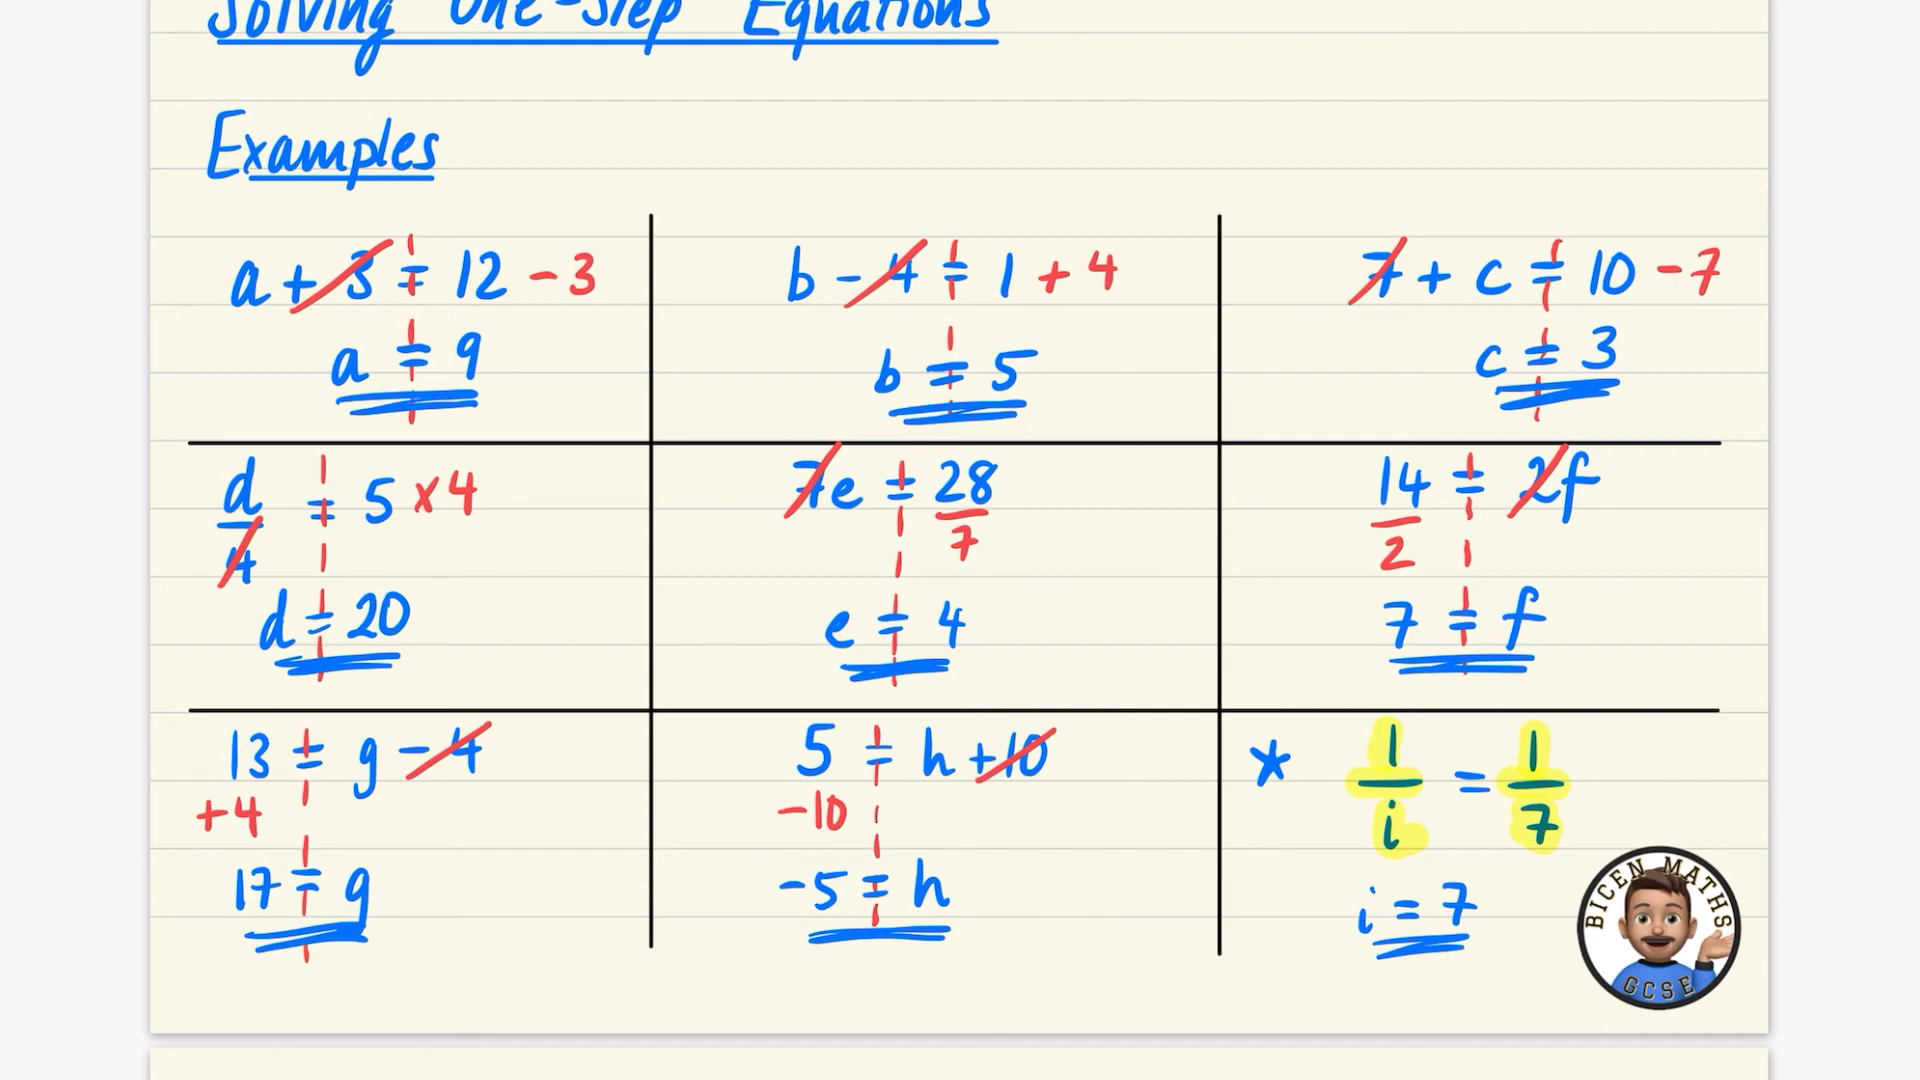 Solving One-Step Equations
Examples
a + 3 = 12 - 3
a = 9
b - 4 = 1 + 4
b = 5
7 + c = 10 - 7
c = 3
d/4 = 5 × 4
d = 20
7e = 28/7
e = 4
14/2 = 2f
7 = f
13 = g - 4
+4
17 = g
5 = h + 10
-10
-5 = h
* 1/i = 1/7
i = 7
BICEN MATHS
GCSE